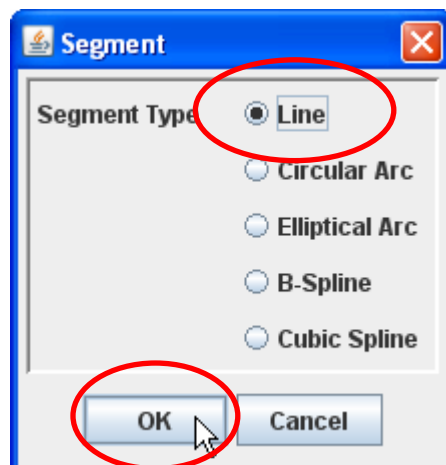 Segment
Segment Type Line
Circular Arc
Elliptical Arc
B-Spline
Cubic Spline
OK Cancel